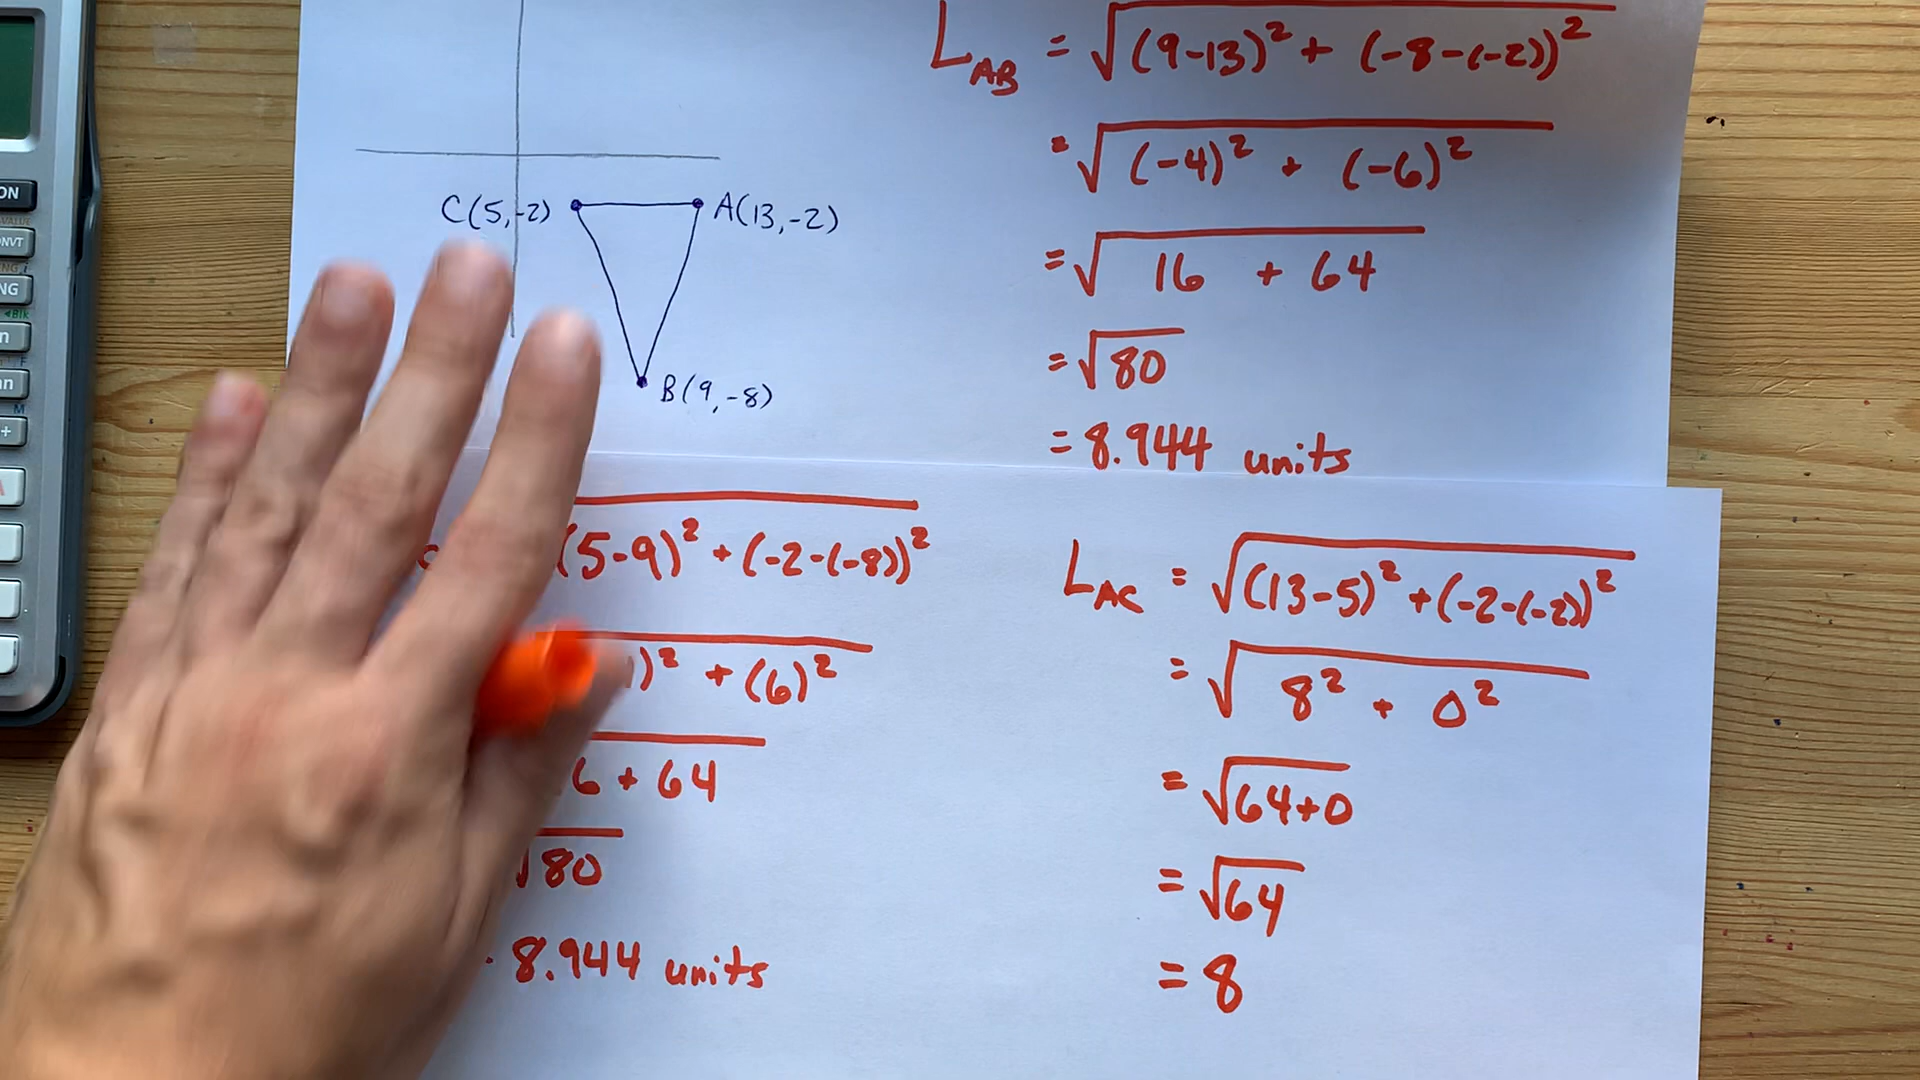 L_AB = √(9-13)² + (-8-(-2))²
= √(-4)² + (-6)²
= √16 + 64
= √80
= 8.944 units
C(5,-2)
A(13,-2)
B(9,-8)
(5-9)² + (-2-(-8))²
)² + (6)²
6 + 64
√80
8.944 units
L_AC = √(13-5)² + (-2-(-2))²
= √8² + 0²
= √64+0
= √64
= 8
ON
+